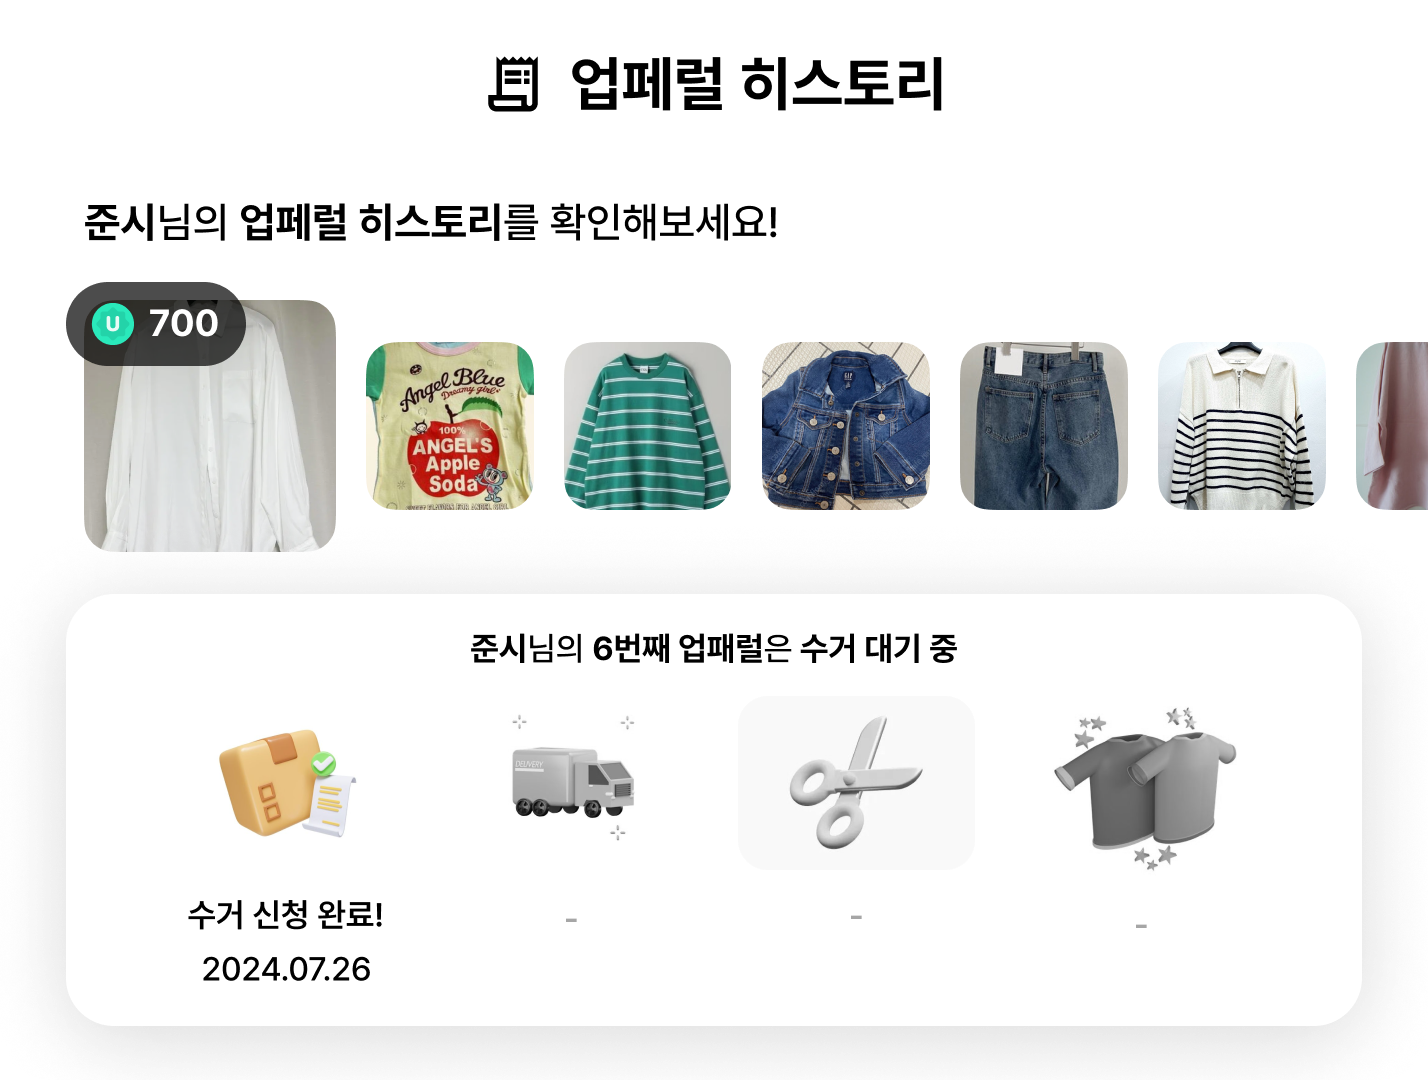 업페럴 히스토리
준시님의 업페럴 히스토리를 확인해보세요!
U 700
Angel Blue
Dreamy girl
100%
ANGEL'S
Apple
Soda
GAP
준시님의 6번째 업패럴은 수거 대기 중
DELIVERY
수거 신청 완료!
2024.07.26
-
-
-